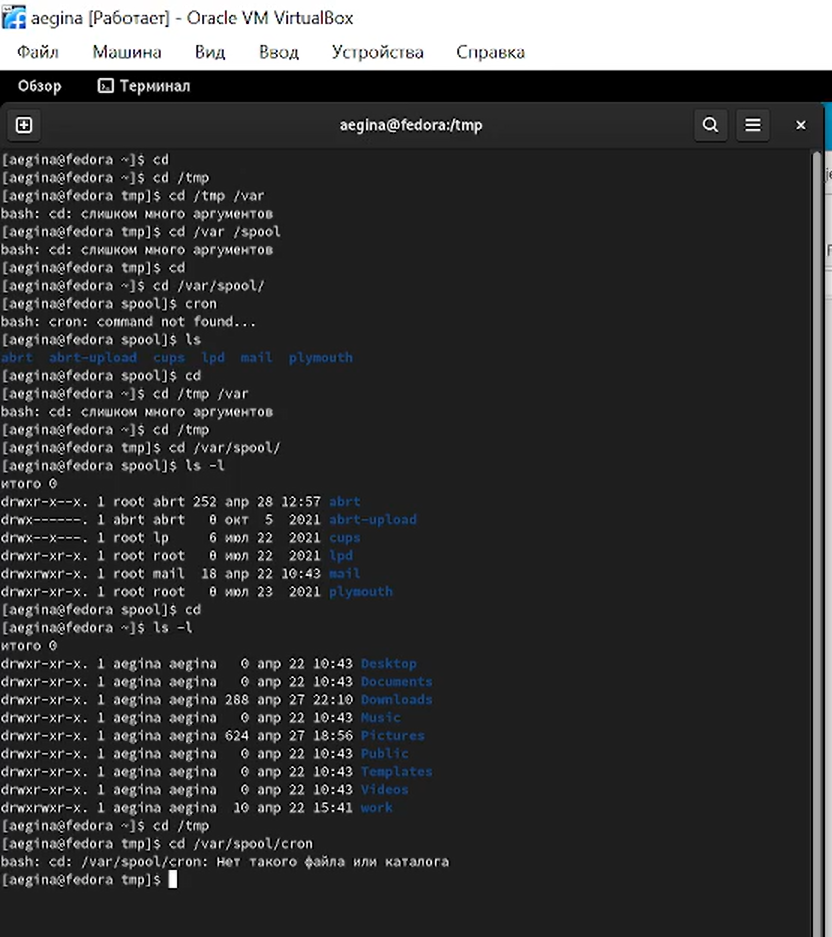 aegina [Работает] - Oracle VM VirtualBox
Файл Машина Вид Ввод Устройства Справка
Обзор Терминал
aegina@fedora:/tmp
[aegina@fedora ~]$ cd
[aegina@fedora ~]$ cd /tmp
[aegina@fedora tmp]$ cd /tmp /var
bash: cd: слишком много аргументов
[aegina@fedora tmp]$ cd /var /spool
bash: cd: слишком много аргументов
[aegina@fedora tmp]$ cd
[aegina@fedora ~]$ cd /var/spool/
[aegina@fedora spool]$ cron
bash: cron: command not found...
[aegina@fedora spool]$ ls
abrt abrt-upload cups lpd mail plymouth
[aegina@fedora spool]$ cd
[aegina@fedora ~]$ cd /tmp /var
bash: cd: слишком много аргументов
[aegina@fedora ~]$ cd /tmp
[aegina@fedora tmp]$ cd /var/spool/
[aegina@fedora spool]$ ls -l
итого 0
drwxr-x--x. 1 root abrt 252 апр 28 12:57 abrt
drwx------. 1 abrt abrt 0 окт 5 2021 abrt-upload
drwx--x---. 1 root lp 6 июл 22 2021 cups
drwxr-xr-x. 1 root root 0 июл 22 2021 lpd
drwxrwxr-x. 1 root mail 18 апр 22 10:43 mail
drwxr-xr-x. 1 root root 0 июл 23 2021 plymouth
[aegina@fedora spool]$ cd
[aegina@fedora ~]$ ls -l
итого 0
drwxr-xr-x. 1 aegina aegina 0 апр 22 10:43 Desktop
drwxr-xr-x. 1 aegina aegina 0 апр 22 10:43 Documents
drwxr-xr-x. 1 aegina aegina 288 апр 27 22:10 Downloads
drwxr-xr-x. 1 aegina aegina 0 апр 22 10:43 Music
drwxr-xr-x. 1 aegina aegina 624 апр 27 18:56 Pictures
drwxr-xr-x. 1 aegina aegina 0 апр 22 10:43 Public
drwxr-xr-x. 1 aegina aegina 0 апр 22 10:43 Templates
drwxr-xr-x. 1 aegina aegina 0 апр 22 10:43 Videos
drwxrwxr-x. 1 aegina aegina 10 апр 22 15:41 work
[aegina@fedora ~]$ cd /tmp
[aegina@fedora tmp]$ cd /var/spool/cron
bash: cd: /var/spool/cron: Нет такого файла или каталога
[aegina@fedora tmp]$